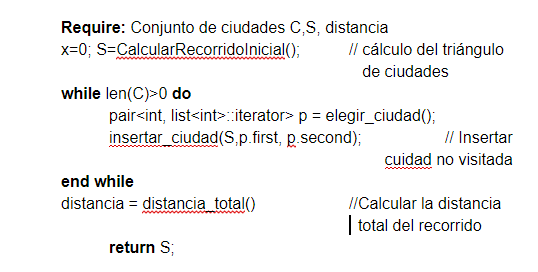 Require: Conjunto de ciudades C,S, distancia
x=0; S=CalcularRecorridoInicial(); // cálculo del triángulo
de ciudades
while len(C)>0 do
pair<int, list<int>::iterator> p = elegir_ciudad();
insertar_ciudad(S,p.first, p.second); // Insertar
cuidad no visitada
end while
distancia = distancia_total() //Calcular la distancia
total del recorrido
return S;